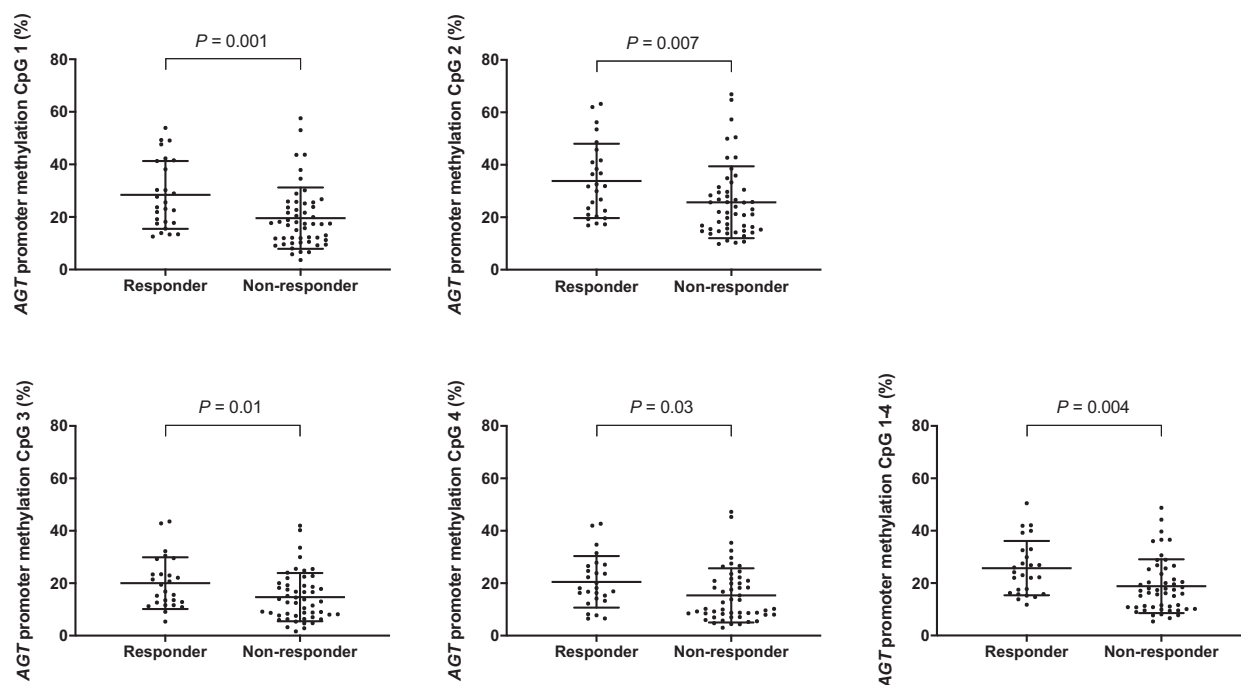 AGT promoter methylation CpG 1 (%)
P = 0.001
80
60
40
20
0
Responder Non-responder
AGT promoter methylation CpG 2 (%)
P = 0.007
80
60
40
20
0
Responder Non-responder
AGT promoter methylation CpG 3 (%)
P = 0.01
80
60
40
20
0
Responder Non-responder
AGT promoter methylation CpG 4 (%)
P = 0.03
80
60
40
20
0
Responder Non-responder
AGT promoter methylation CpG 1-4 (%)
P = 0.004
80
60
40
20
0
Responder Non-responder